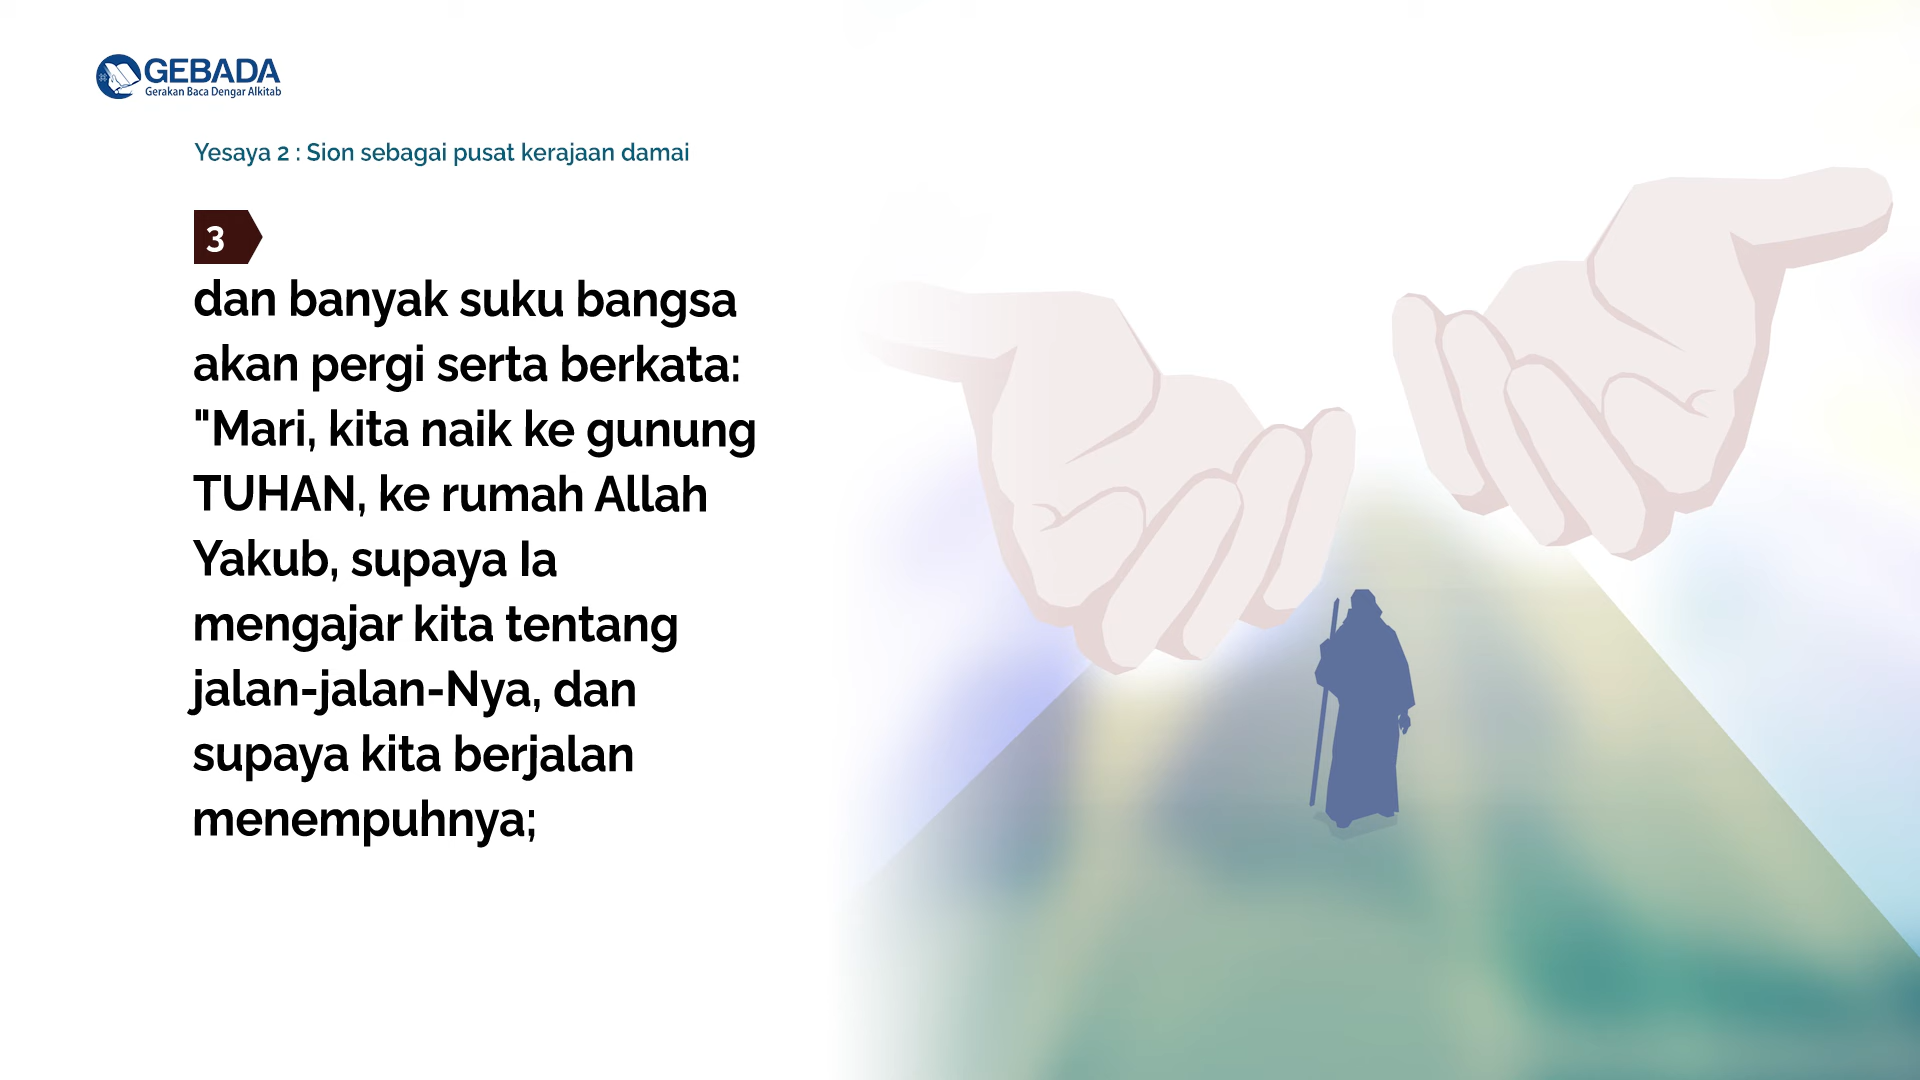 GEBADA
Gerakan Baca Dengar Alkitab
Yesaya 2 : Sion sebagai pusat kerajaan damai
3
dan banyak suku bangsa
akan pergi serta berkata:
"Mari, kita naik ke gunung
TUHAN, ke rumah Allah
Yakub, supaya Ia
mengajar kita tentang
jalan-jalan-Nya, dan
supaya kita berjalan
menempuhnya;